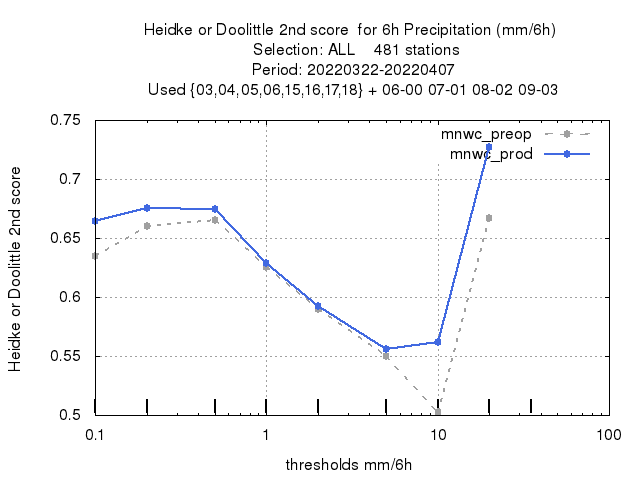 Heidke or Doolittle 2nd score  for 6h Precipitation (mm/6h)
Selection: ALL    481 stations
Period: 20220322-20220407
Used {03,04,05,06,15,16,17,18} + 06-00 07-01 08-02 09-03
Heidke or Doolittle 2nd score
0.75
0.7
0.65
0.6
0.55
0.5
mnwc_preop
mnwc_prod
0.1 1 10 100
thresholds mm/6h